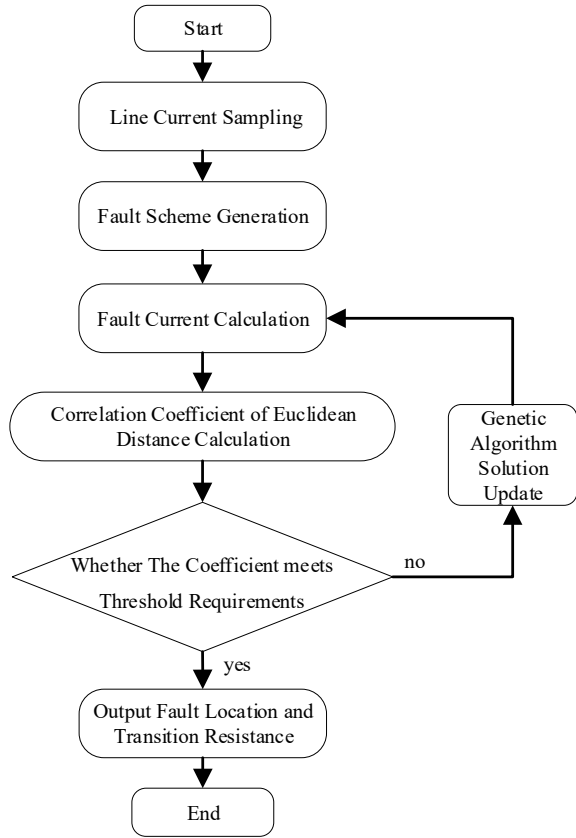 Start
Line Current Sampling
Fault Scheme Generation
Fault Current Calculation
Correlation Coefficient of Euclidean
Distance Calculation
Genetic
Algorithm
Solution
Update
Whether The Coefficient meets
Threshold Requirements
no
yes
Output Fault Location and
Transition Resistance
End